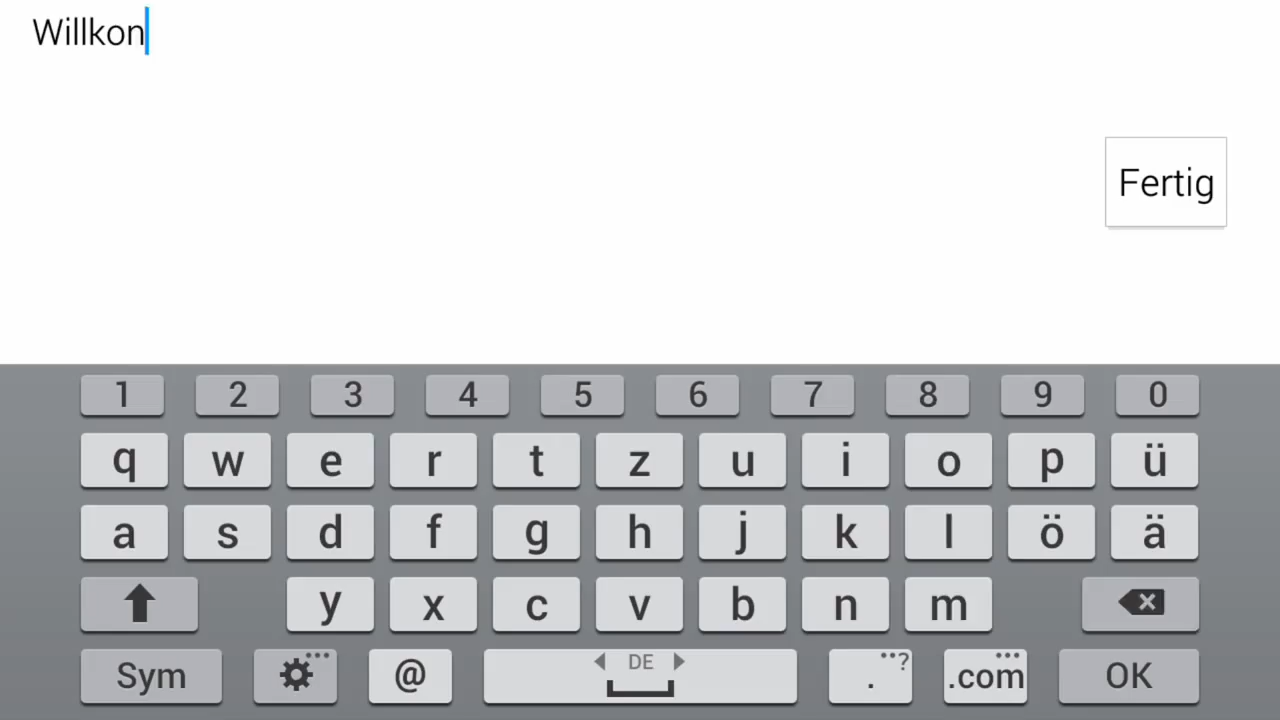 Willkon
Fertig
1 2 3 4 5 6 7 8 9 0
q w e r t z u i o p ü
a s d f g h j k l ö ä
y x c v b n m
Sym @ DE . ? .com OK